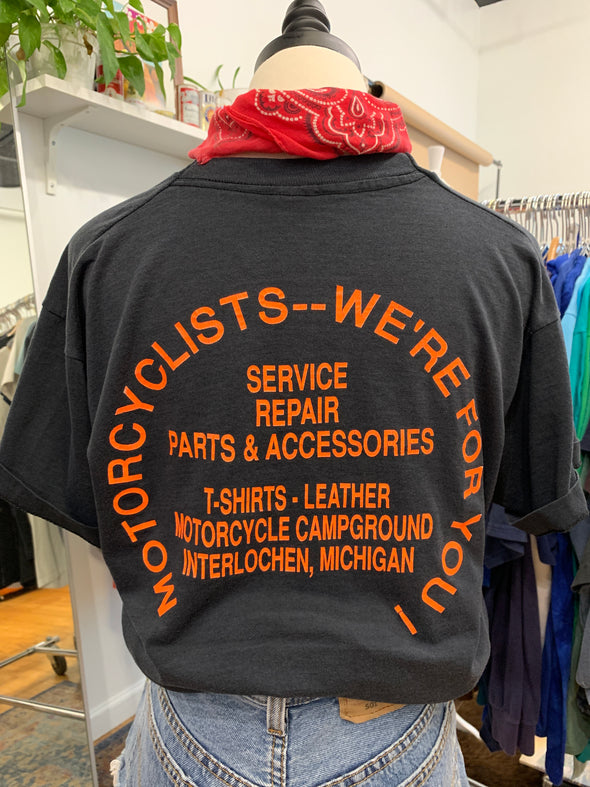 MOTORCYCLISTS--WE'RE FOR YOU !
SERVICE
REPAIR
PARTS & ACCESSORIES
T-SHIRTS - LEATHER
MOTORCYCLE CAMPGROUND
INTERLOCHEN, MICHIGAN